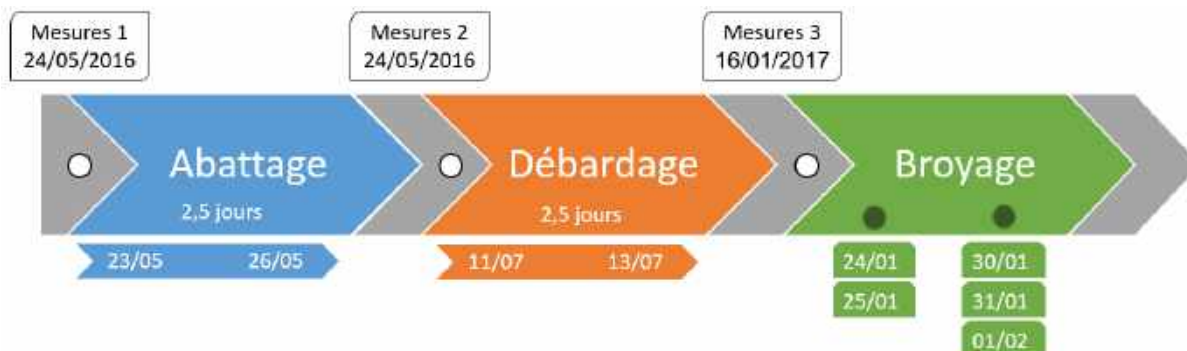 Mesures 1
24/05/2016
Mesures 2
24/05/2016
Mesures 3
16/01/2017
Abattage
2,5 jours
Débardage
2,5 jours
Broyage
23/05 26/05
11/07 13/07
24/01
25/01
30/01
31/01
01/02